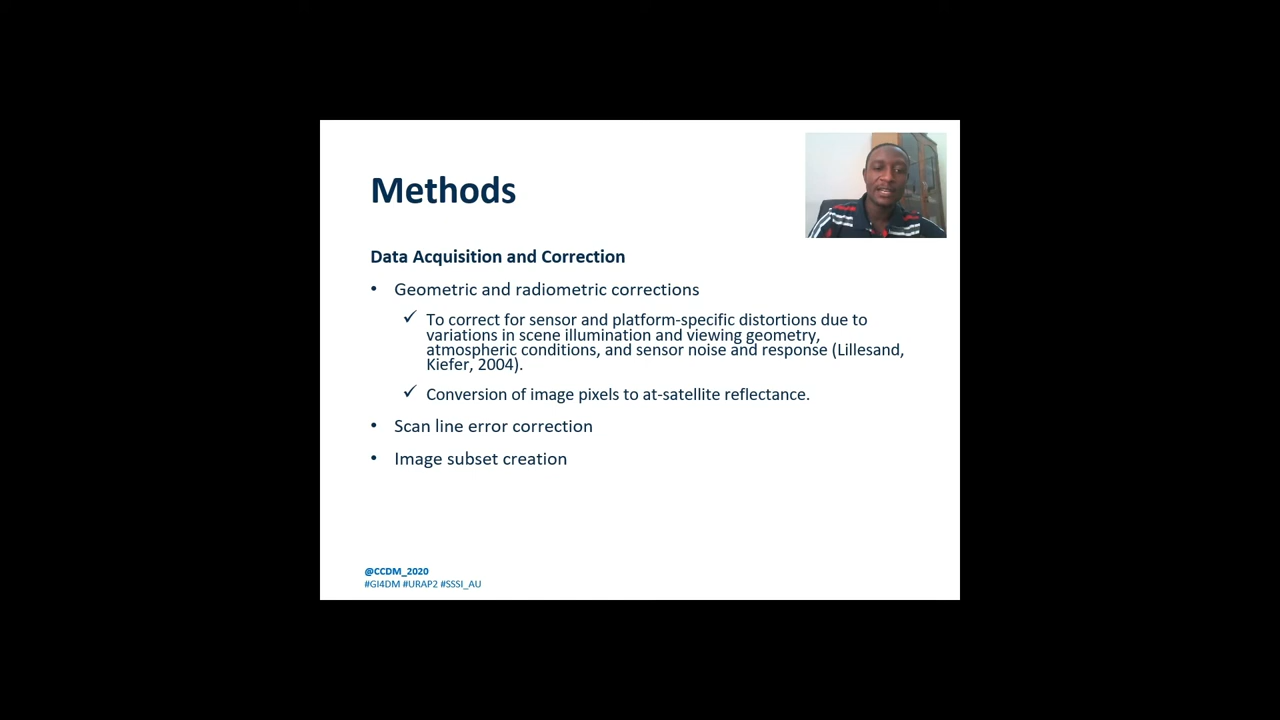 Methods
Data Acquisition and Correction
• Geometric and radiometric corrections
✓ To correct for sensor and platform-specific distortions due to
variations in scene illumination and viewing geometry,
atmospheric conditions, and sensor noise and response (Lillesand,
Kiefer, 2004).
✓ Conversion of image pixels to at-satellite reflectance.
• Scan line error correction
• Image subset creation
@CCDM_2020
#GI4DM #URAP2 #SSSI_AU